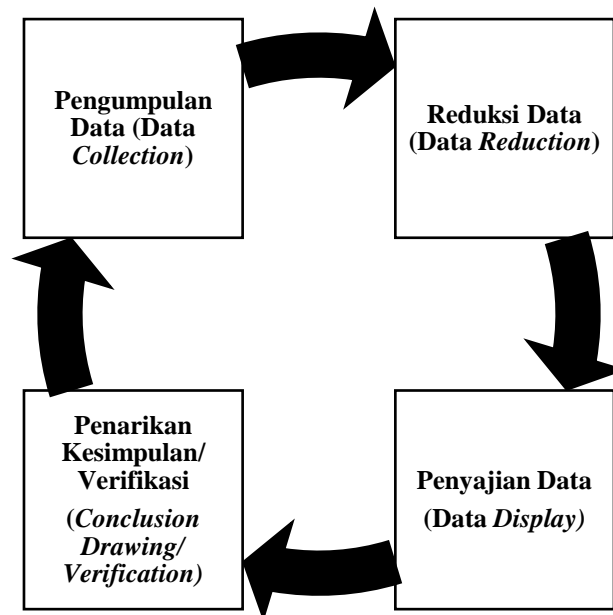 Pengumpulan
Data (Data
Collection)
Reduksi Data
(Data Reduction)
Penyajian Data
(Data Display)
Penarikan
Kesimpulan/
Verifikasi
(Conclusion
Drawing/
Verification)